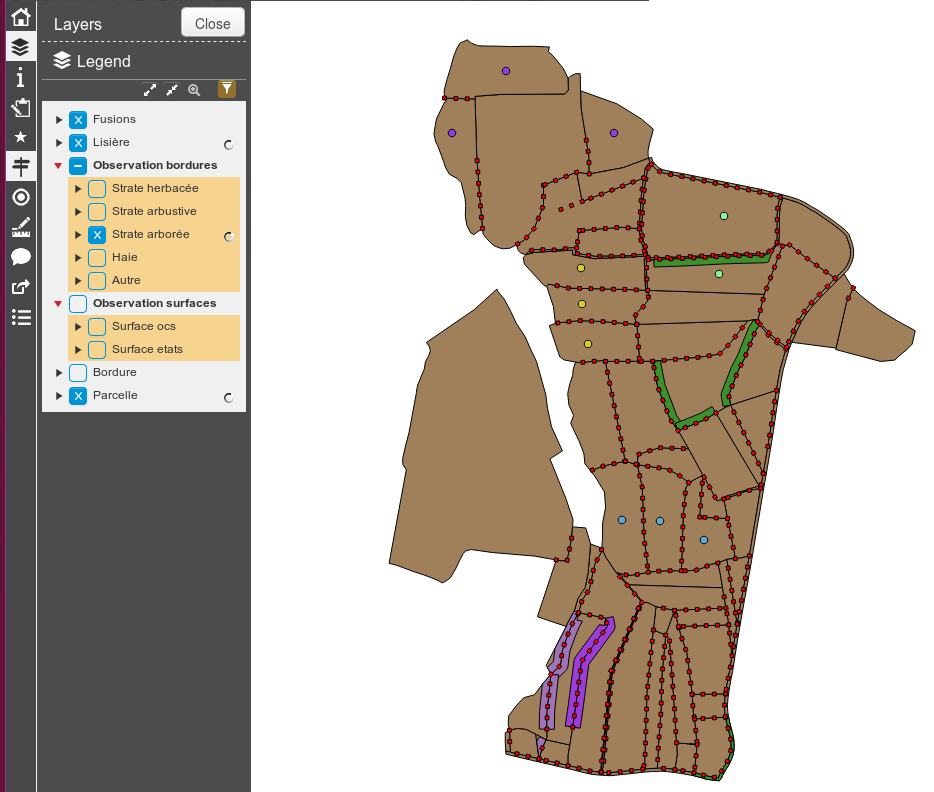 Layers
Close
Legend
Fusions
Lisière
Observation bordures
Strate herbacée
Strate arbustive
Strate arborée
Haie
Autre
Observation surfaces
Surface ocs
Surface etats
Bordure
Parcelle